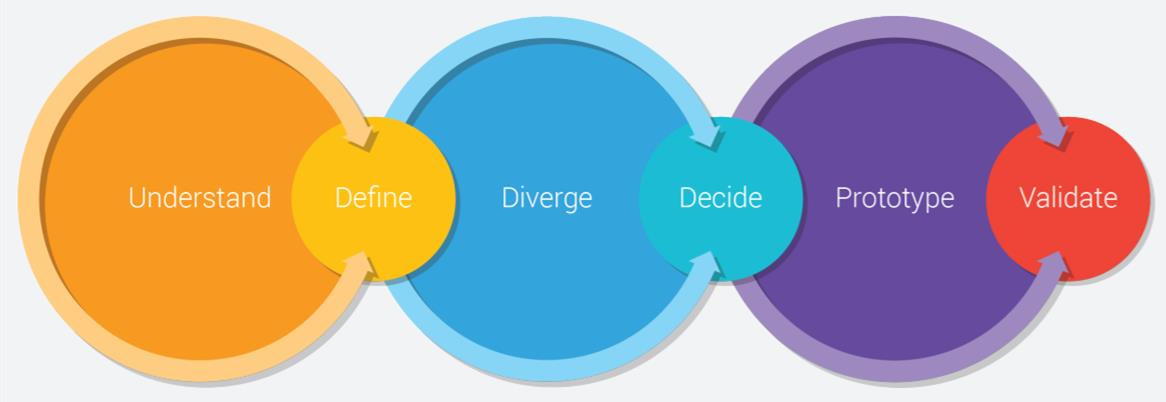 Understand
Define
Diverge
Decide
Prototype
Validate